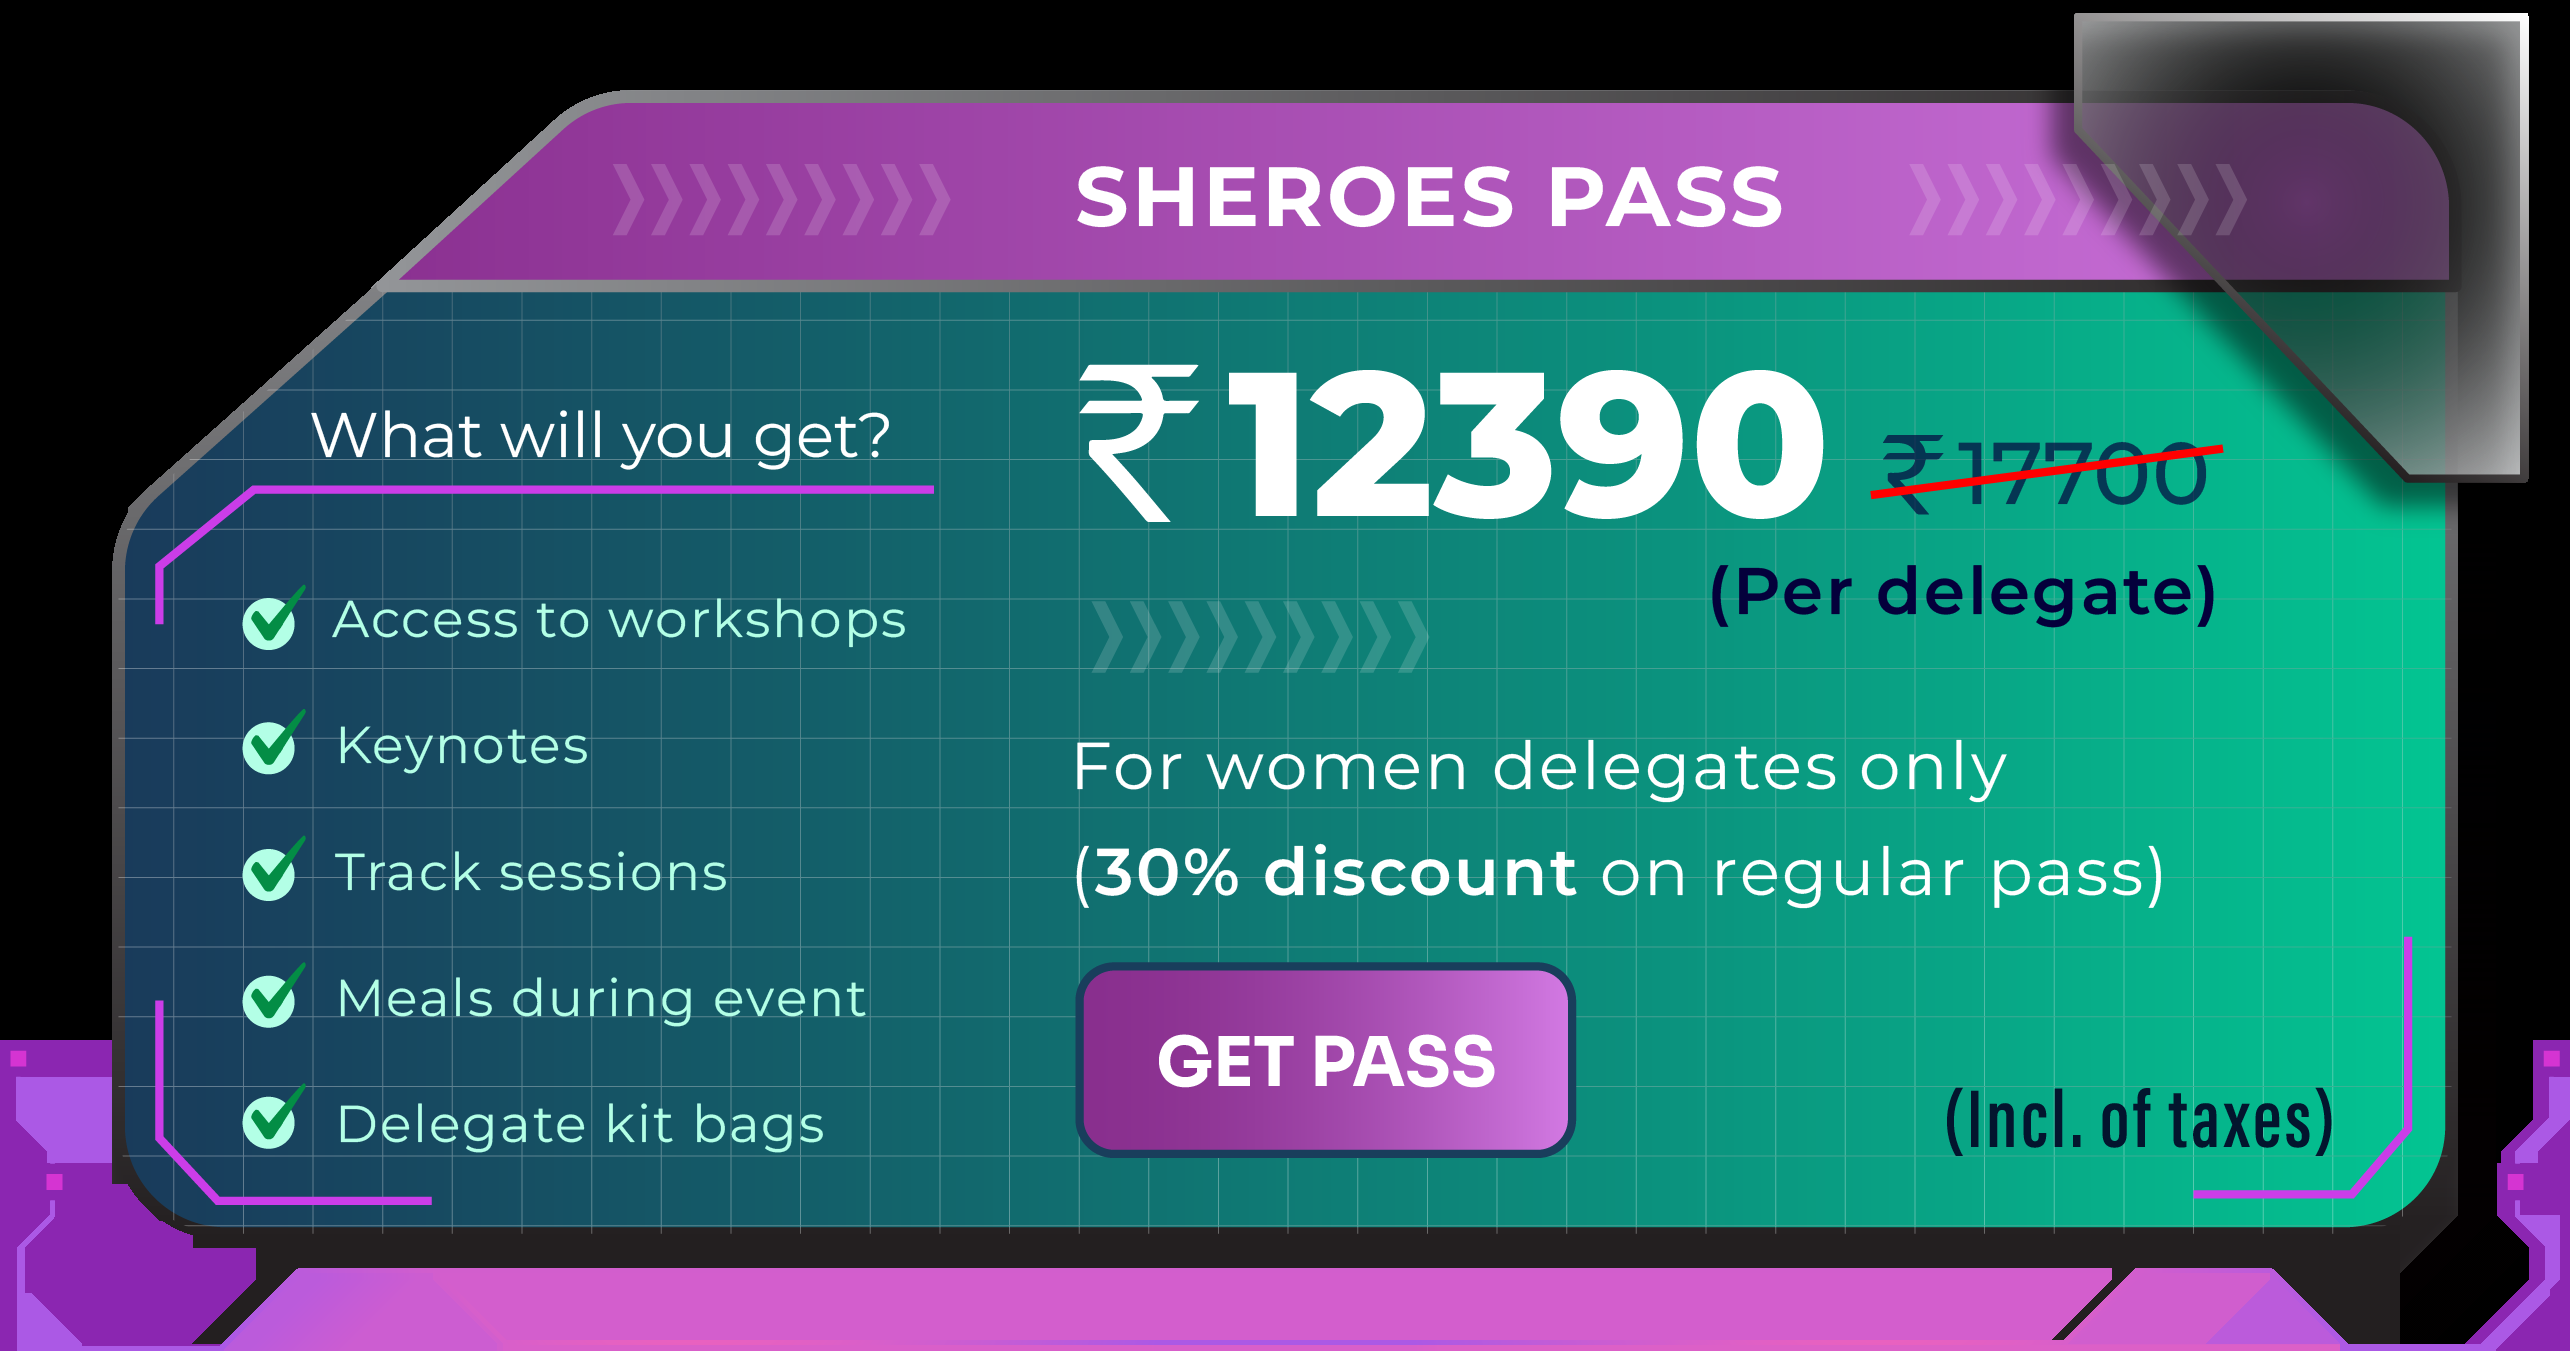 SHEROES PASS
What will you get?
Access to workshops
Keynotes
Track sessions
Meals during event
Delegate kit bags
₹ 12390 ₹ 17700
(Per delegate)
For women delegates only
(30% discount on regular pass)
GET PASS
(Incl. of taxes)